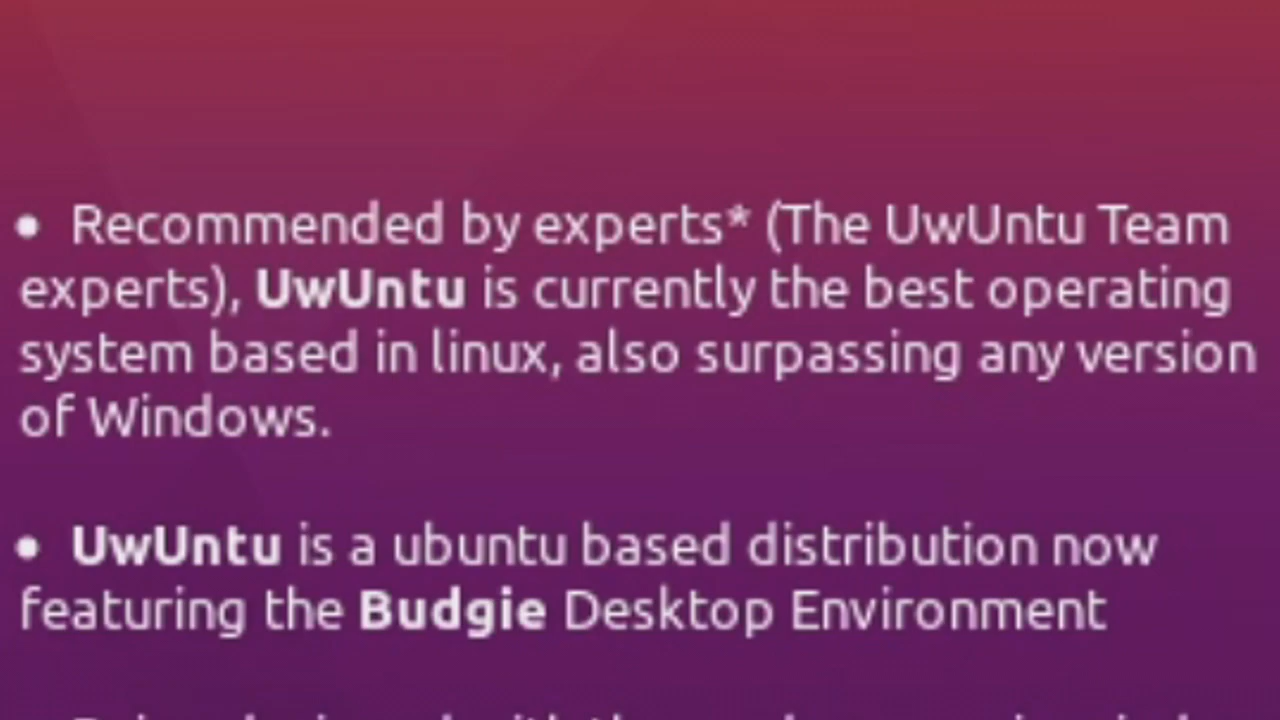 • Recommended by experts* (The UwUntu Team
experts), UwUntu is currently the best operating
system based in linux, also surpassing any version
of Windows.
• UwUntu is a ubuntu based distribution now
featuring the Budgie Desktop Environment